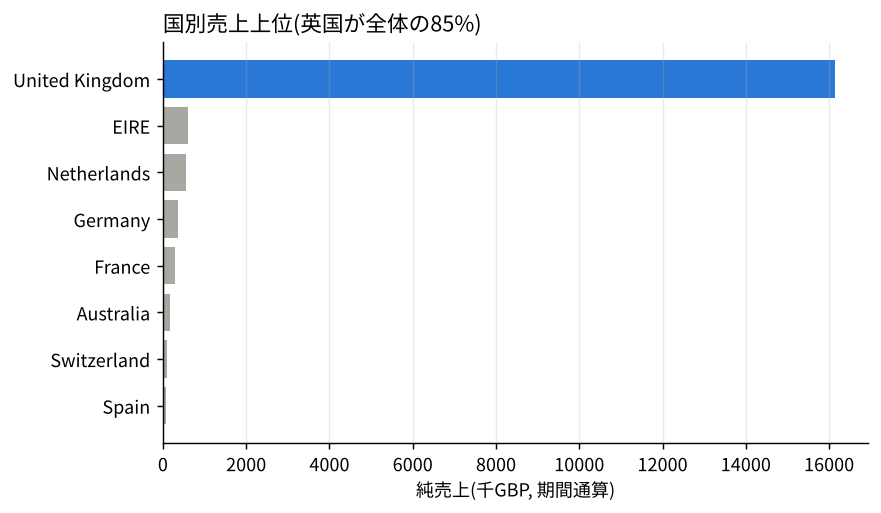 国別売上上位(英国が全体の85%)
United Kingdom
EIRE
Netherlands
Germany
France
Australia
Switzerland
Spain
0 2000 4000 6000 8000 10000 12000 14000 16000
純売上(千GBP, 期間通算)